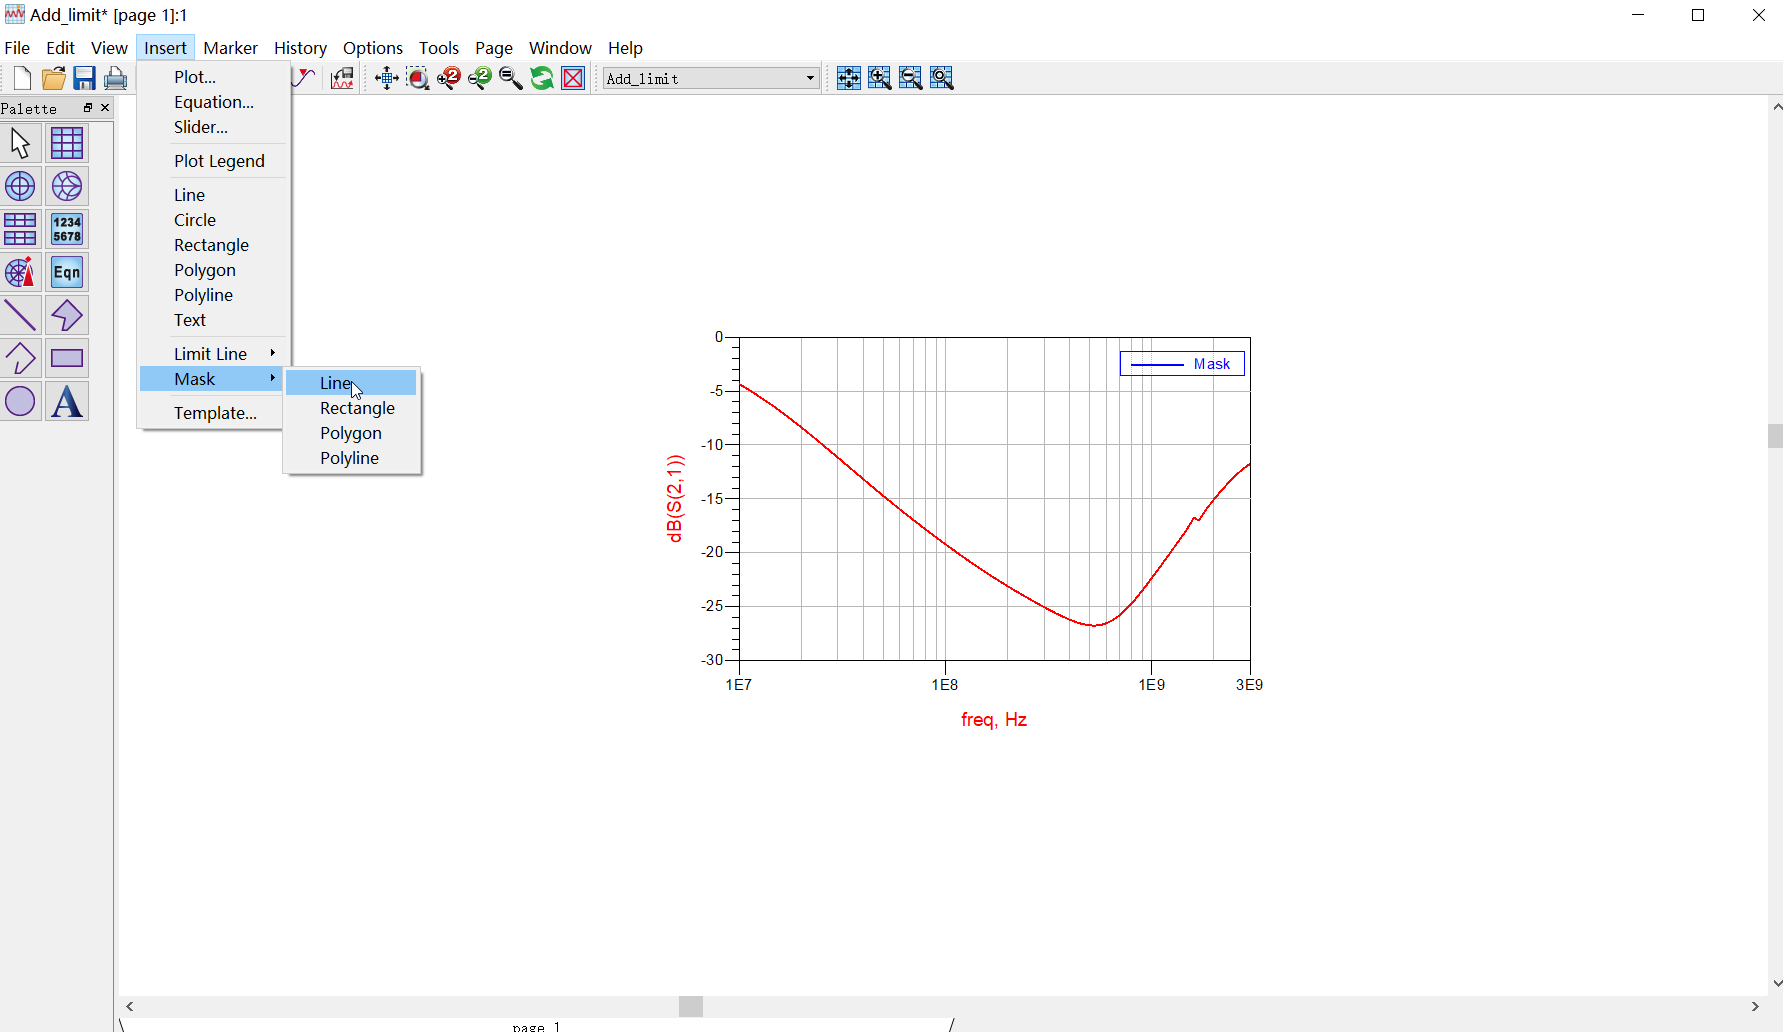 Add_limit* [page 1]:1
File Edit View Insert Marker History Options Tools Page Window Help
Add_limit
Palette
1234
5678
Eqn
A
Plot...
Equation...
Slider...
Plot Legend
Line
Circle
Rectangle
Polygon
Polyline
Text
Limit Line
Mask
Template...
Line
Rectangle
Polygon
Polyline
Mask
0
-5
-10
-15
-20
-25
-30
dB(S(2,1))
1E7 1E8 1E9 3E9
freq, Hz
page 1